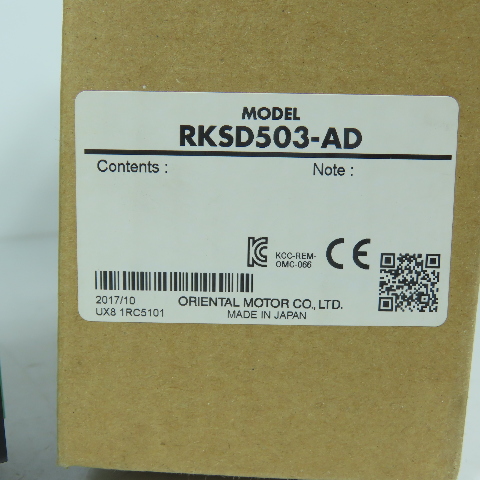 MODEL
RKSD503-AD
Contents : Note :
KCC-REM-
OMC-066
CE
2017/10 ORIENTAL MOTOR CO., LTD.
UX8 1RC5101 MADE IN JAPAN